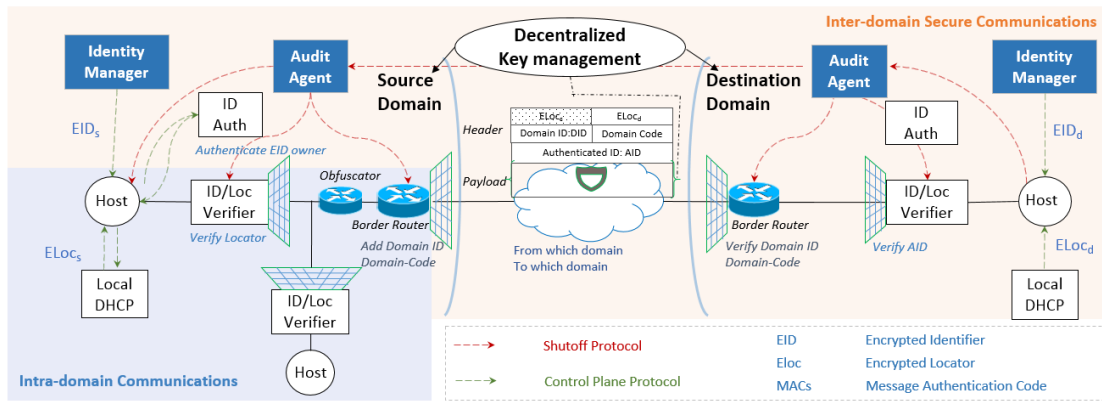 Inter-domain Secure Communications
Identity
Manager
Audit
Agent
Source
Domain
Decentralized
Key management
Destination
Domain
Audit
Agent
Identity
Manager
ID
Auth
EIDs
Authenticate EID owner
Header
ELocs
ELocd
Domain ID:DID
Domain Code
Authenticated ID: AID
Payload
ID
Auth
EIDd
Host
ID/Loc
Verifier
Verify Locator
Obfuscator
Border Router
Add Domain ID
Domain-Code
From which domain
To which domain
Border Router
Verify Domain ID
Domain-Code
ID/Loc
Verifier
Verify AID
Host
ELocs
Local
DHCP
ID/Loc
Verifier
Host
ELocd
Local
DHCP
Intra-domain Communications
Shutoff Protocol
Control Plane Protocol
EID Encrypted Identifier
Eloc Encrypted Locator
MACs Message Authentication Code